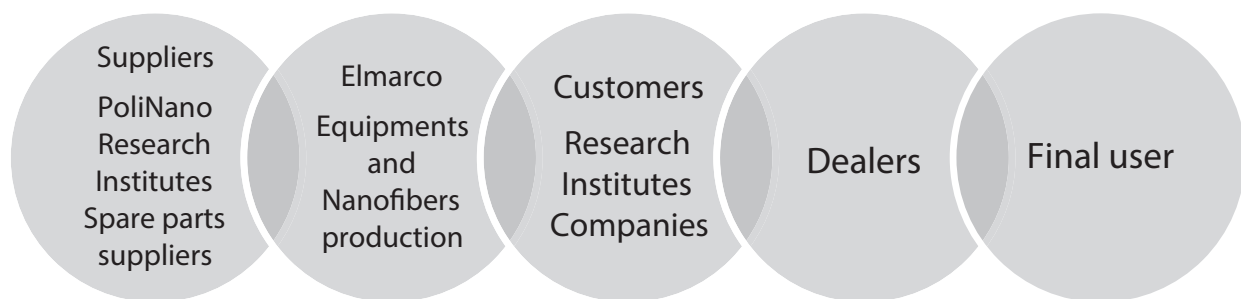 Suppliers
PoliNano
Research
Institutes
Spare parts
suppliers
Elmarco
Equipments
and
Nanofibers
production
Customers
Research
Institutes
Companies
Dealers
Final user